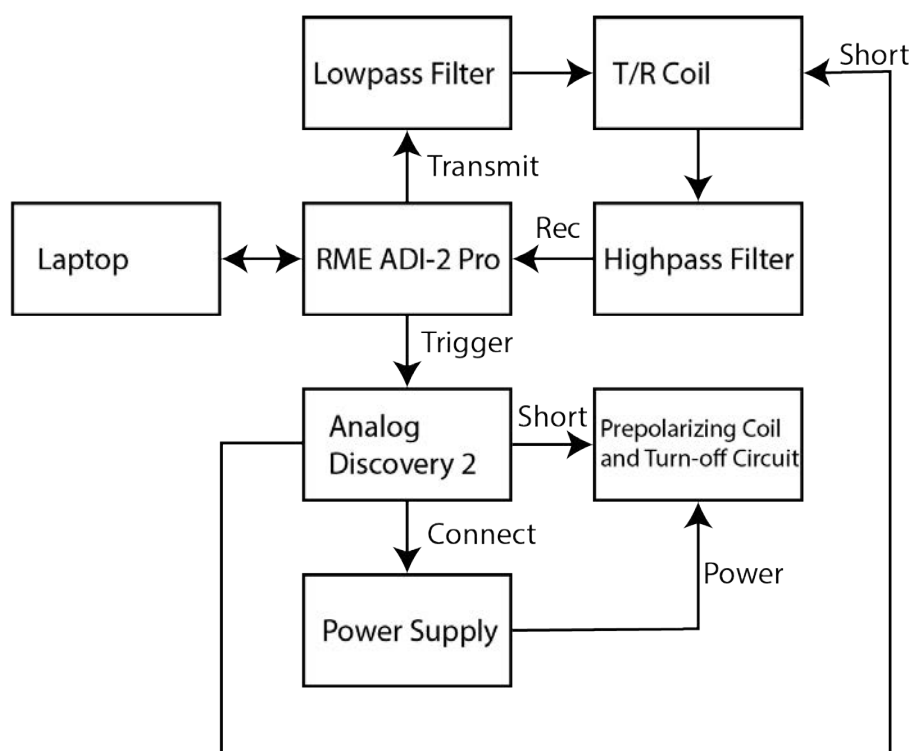 Lowpass Filter
T/R Coil
Short
Transmit
Laptop
RME ADI-2 Pro
Rec
Highpass Filter
Trigger
Analog
Discovery 2
Short
Prepolarizing Coil
and Turn-off Circuit
Connect
Power
Power Supply